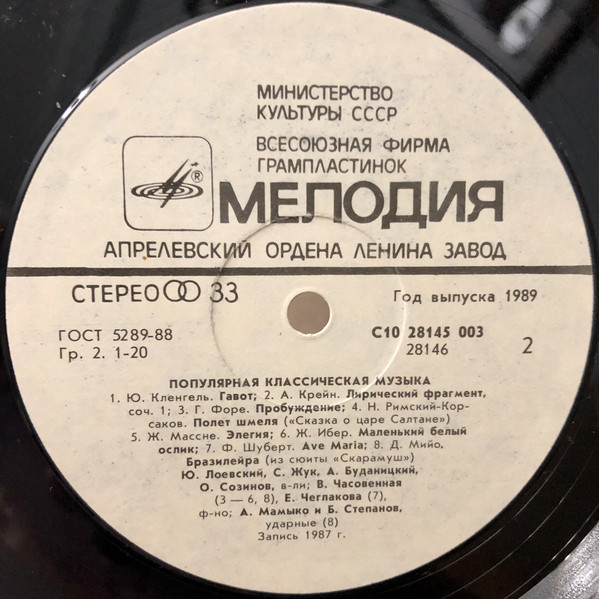 МИНИСТЕРСТВО
КУЛЬТУРЫ СССР
ВСЕСОЮЗНАЯ ФИРМА
ГРАМПЛАСТИНОК
®
МЕЛОДИЯ
АПРЕЛЕВСКИЙ ОРДЕНА ЛЕНИНА ЗАВОД
СТЕРЕО 33
Год выпуска 1989
ГОСТ 5289-88
С10 28145 003
Гр. 2. 1-20
28146
2
ПОПУЛЯРНАЯ КЛАССИЧЕСКАЯ МУЗЫКА
1. Ю. Кленгель. Гавот; 2. А. Крейн. Лирический фрагмент,
соч. 1; 3. Г. Форе. Пробуждение; 4. Н. Римский-Кор-
саков. Полет шмеля («Сказка о царе Салтане»)
5. Ж. Массне. Элегия; 6. Ж. Ибер. Маленький белый
ослик; 7. Ф. Шуберт. Ave Maria; 8. Д. Мийо.
Бразилейра (из сюиты «Скарамуш»)
Ю. Лоевский, С. Жук, А. Буданицкий,
О. Созинов, в-ли; В. Часовенная
(3 — 6, 8), Е. Чеглакова (7),
ф-но; А. Мамыко и Б. Степанов,
ударные (8)
Запись 1987 г.